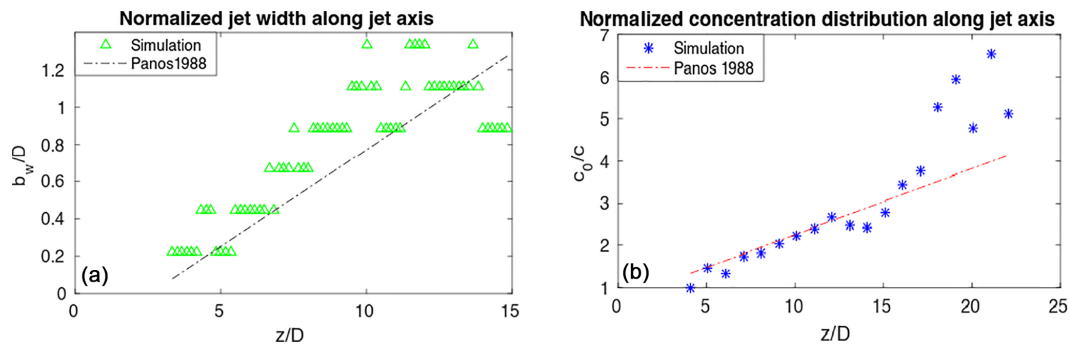 Normalized jet width along jet axis
Simulation
Panos1988
1.2
1
0.8
0.6
0.4
0.2
0
b_w/D
(a)
0
5
10
15
z/D
Normalized concentration distribution along jet axis
Simulation
Panos 1988
7
6
5
4
3
2
1
c_0/c
(b)
0
5
10
15
20
25
z/D